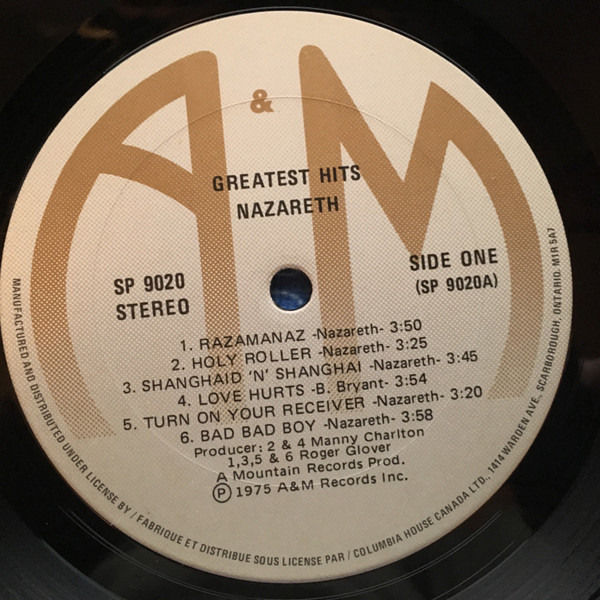 A & M
GREATEST HITS
NAZARETH
SP 9020
STEREO
SIDE ONE
(SP 9020A)
1. RAZAMANAZ -Nazareth- 3:50
2. HOLY ROLLER -Nazareth- 3:25
3. SHANGHAID 'N' SHANGHAI -Nazareth- 3:45
4. LOVE HURTS -B. Bryant- 3:54
5. TURN ON YOUR RECEIVER -Nazareth- 3:20
6. BAD BAD BOY -Nazareth- 3:58
Producer: 2 & 4 Manny Charlton
1,3,5 & 6 Roger Glover
A Mountain Records Prod.
Ⓟ 1975 A&M Records Inc.
MANUFACTURED AND DISTRIBUTED UNDER LICENSE BY / FABRIQUE ET DISTRIBUE SOUS LICENSE PAR / COLUMBIA HOUSE CANADA LTD., 1414 WARDEN AVE., SCARBOROUGH, ONTARIO. M1R 5A7